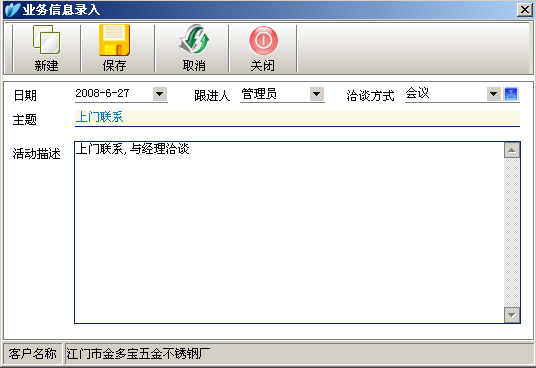 业务信息录入
新建 保存 取消 关闭
日期 2008-6-27 跟进人 管理员 洽谈方式 会议
主题 上门联系
活动描述 上门联系,与经理洽谈
客户名称 江门市金多宝五金不锈钢厂